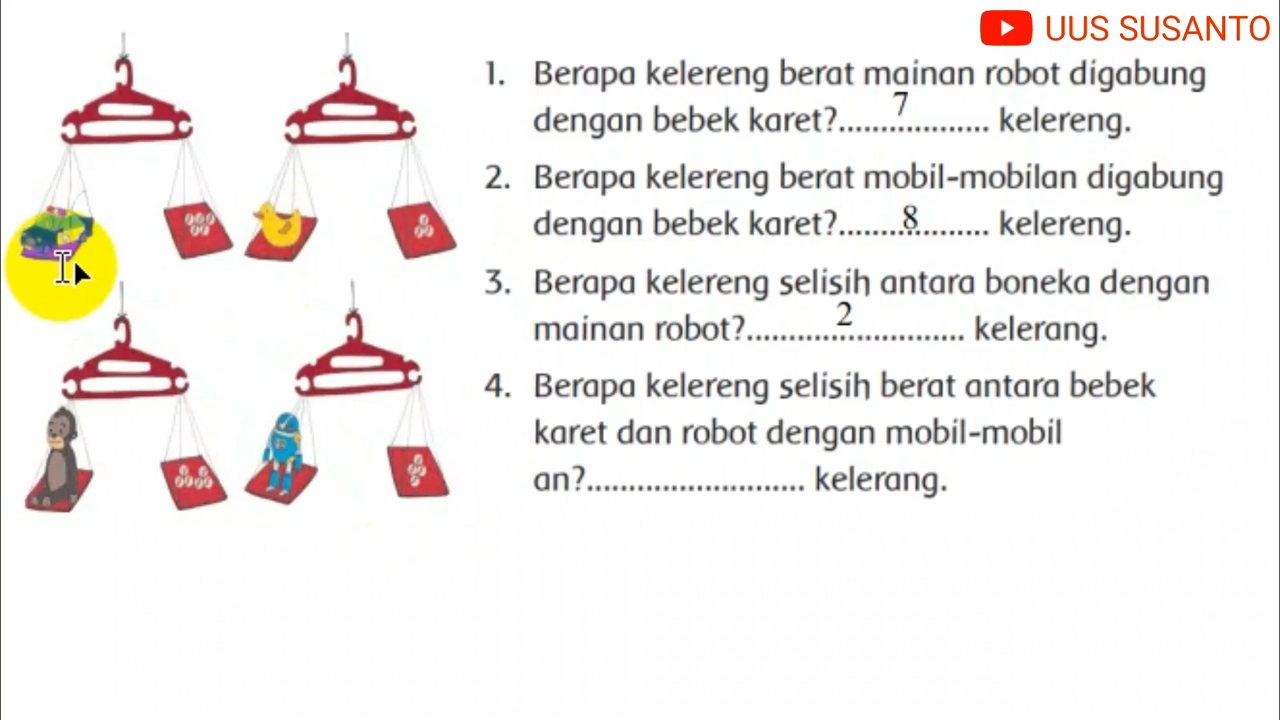 UUS SUSANTO
1. Berapa kelereng berat mainan robot digabung
dengan bebek karet?.........7......... kelereng.
2. Berapa kelereng berat mobil-mobilan digabung
dengan bebek karet?.........8......... kelereng.
3. Berapa kelereng selisih antara boneka dengan
mainan robot?............2.............. kelerang.
4. Berapa kelereng selisih berat antara bebek
karet dan robot dengan mobil-mobil
an?.......................... kelerang.